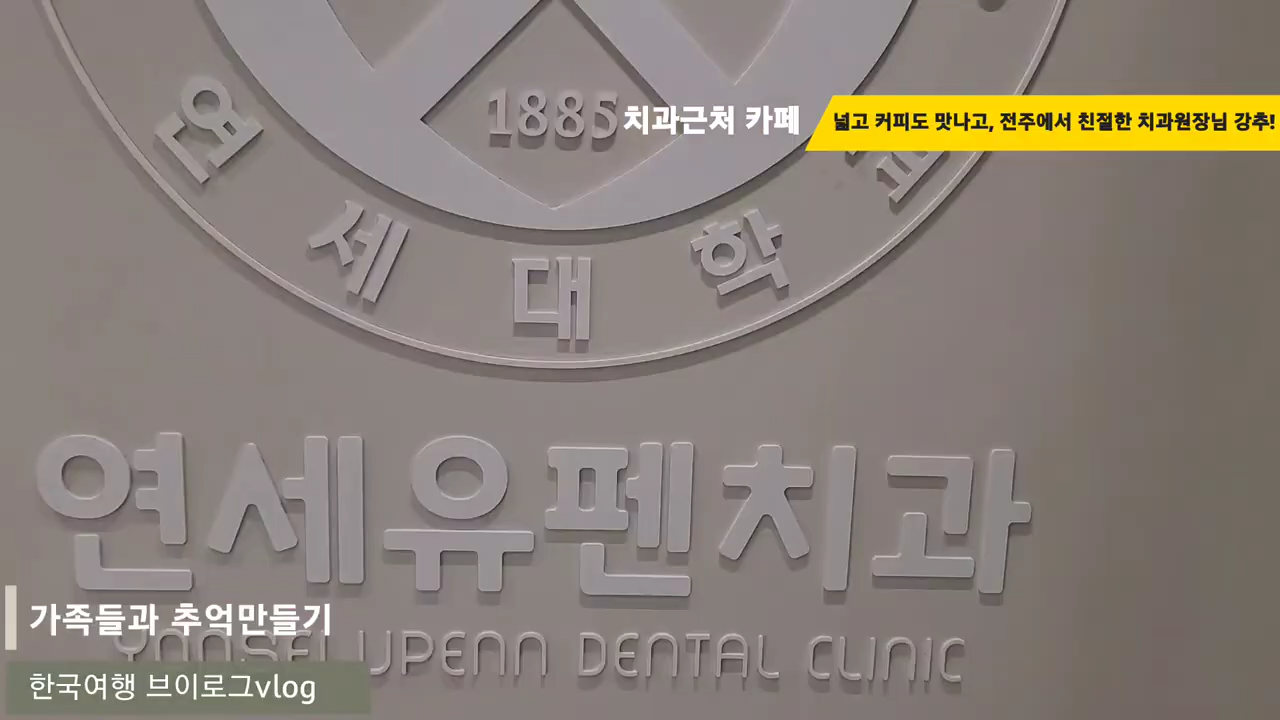 1885
치과근처 카페
넓고 커피도 맛나고, 전주에서 친절한 치과원장님 강추!
연세대학교
연세유펜치과
YONSEI UPENN DENTAL CLINIC
가족들과 추억만들기
한국여행 브이로그vlog